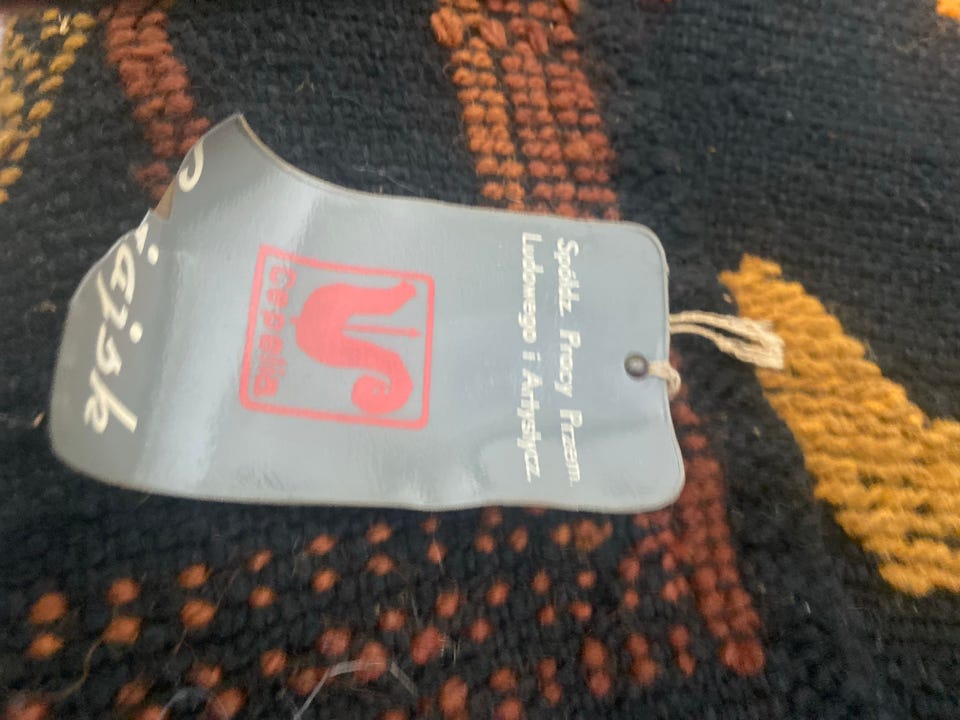 Spółdz. Pracy Przem.
Ludowego i Artystycz.
cepelia